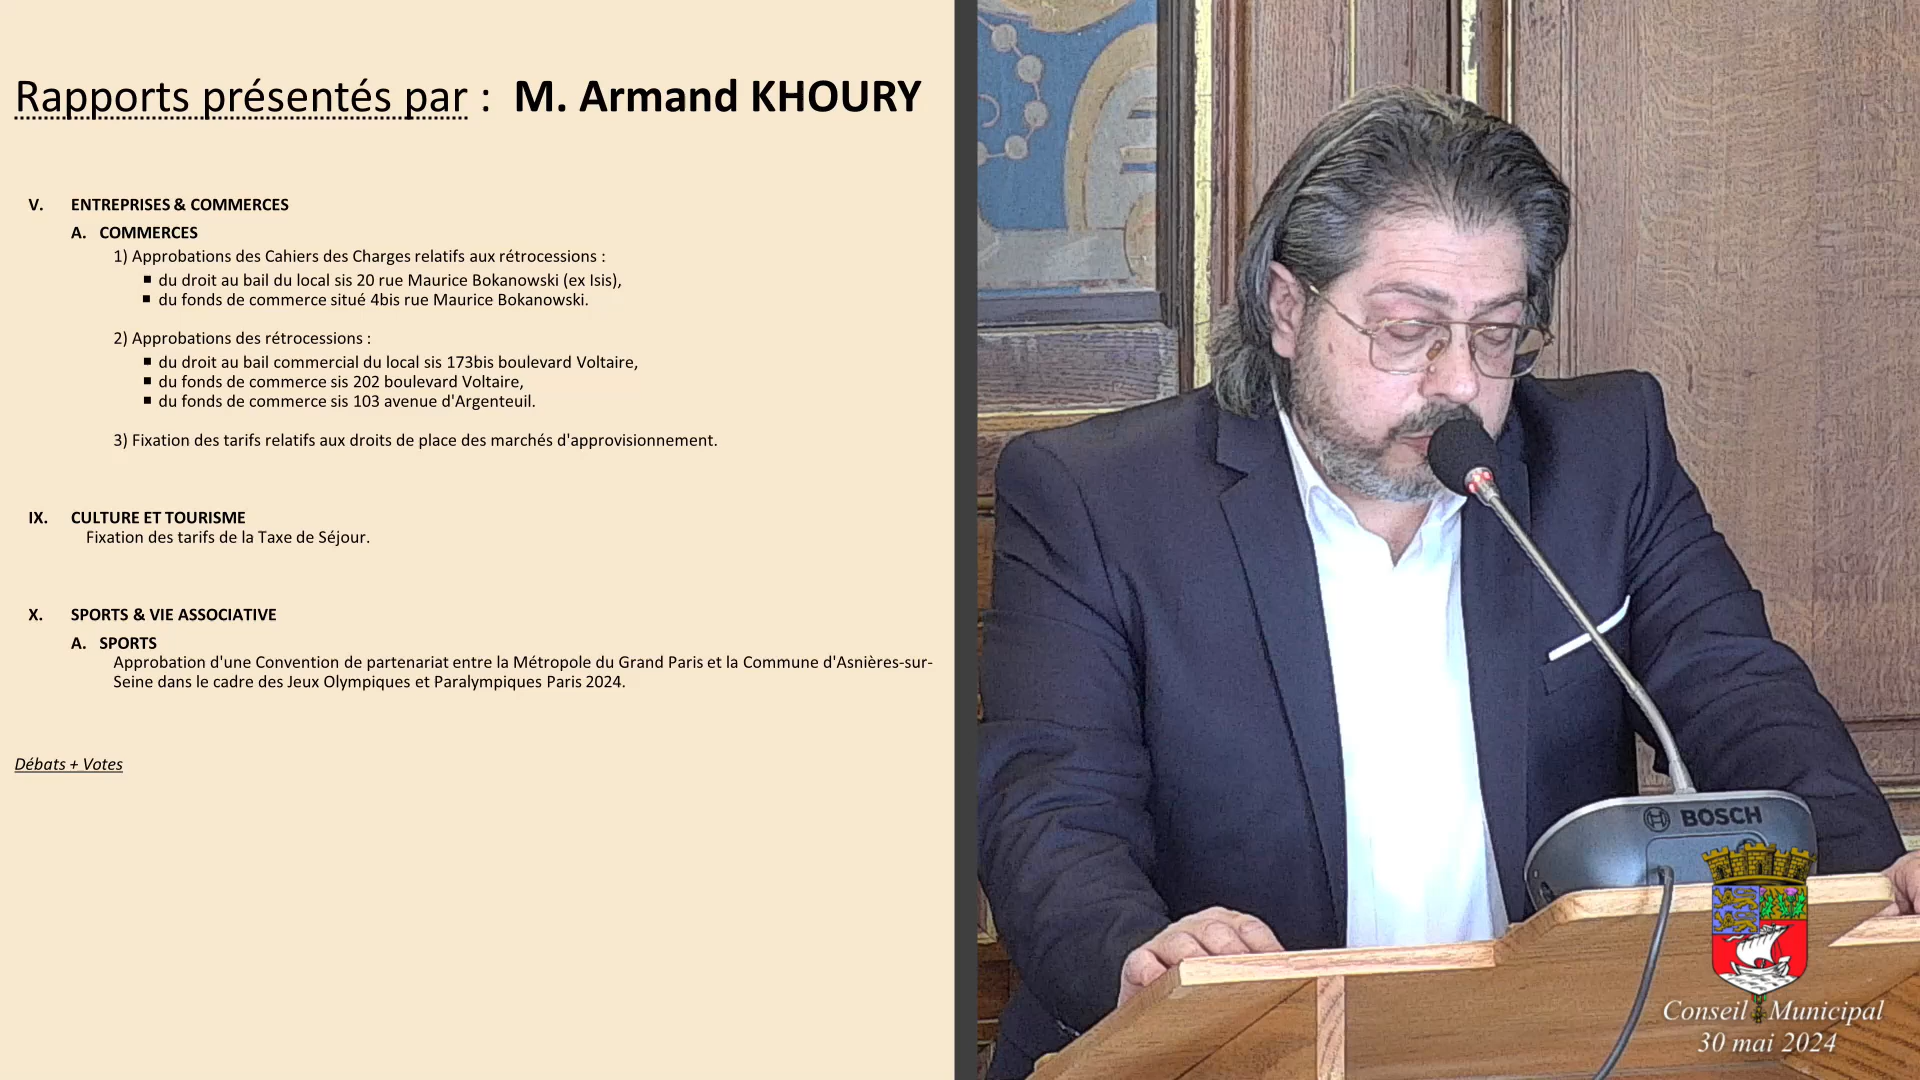 Rapports présentés par : M. Armand KHOURY
V. ENTREPRISES & COMMERCES
A. COMMERCES
1) Approbations des Cahiers des Charges relatifs aux rétrocessions :
▪ du droit au bail du local sis 20 rue Maurice Bokanowski (ex Isis),
▪ du fonds de commerce situé 4bis rue Maurice Bokanowski.
2) Approbations des rétrocessions :
▪ du droit au bail commercial du local sis 173bis boulevard Voltaire,
▪ du fonds de commerce sis 202 boulevard Voltaire,
▪ du fonds de commerce sis 103 avenue d'Argenteuil.
3) Fixation des tarifs relatifs aux droits de place des marchés d'approvisionnement.
IX. CULTURE ET TOURISME
Fixation des tarifs de la Taxe de Séjour.
X. SPORTS & VIE ASSOCIATIVE
A. SPORTS
Approbation d'une Convention de partenariat entre la Métropole du Grand Paris et la Commune d'Asnières-sur-
Seine dans le cadre des Jeux Olympiques et Paralympiques Paris 2024.
Débats + Votes
BOSCH
Conseil Municipal
30 mai 2024